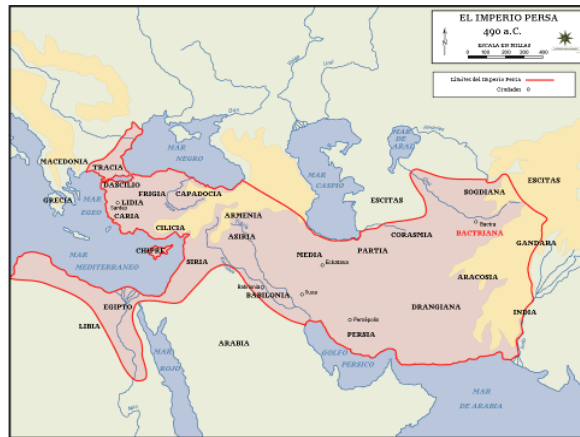 EL IMPERIO PERSA
490 a.C.
N
ESCALA EN MILLAS
0 100 200 300 400
Límites del Imperio Persa
Ciudades
MAR
DE ARAL
MAR
NEGRO
MAR
CASPIO
ESCITAS
ESCITAS
MACEDONIA
TRACIA
DASCILIO
FRIGIA
CAPADOCIA
GRECIA
MAR
EGEO
LIDIA
Sardes
CARIA
CILICIA
ARMENIA
ASIRIA
SOGDIANA
Bactra
BACTRIANA
CORASMIA
GANDARA
CHIPRE
SIRIA
MEDIA
PARTIA
Ecbatana
MAR
MEDITERRANEO
ARACOSIA
Babilonia
BABILONIA
Susa
DRANGIANA
INDIA
EGIPTO
LIBIA
Persépolis
PERSIA
ARABIA
GOLFO
PERSICO
MAR
ROJO
MAR
DE ARABIA